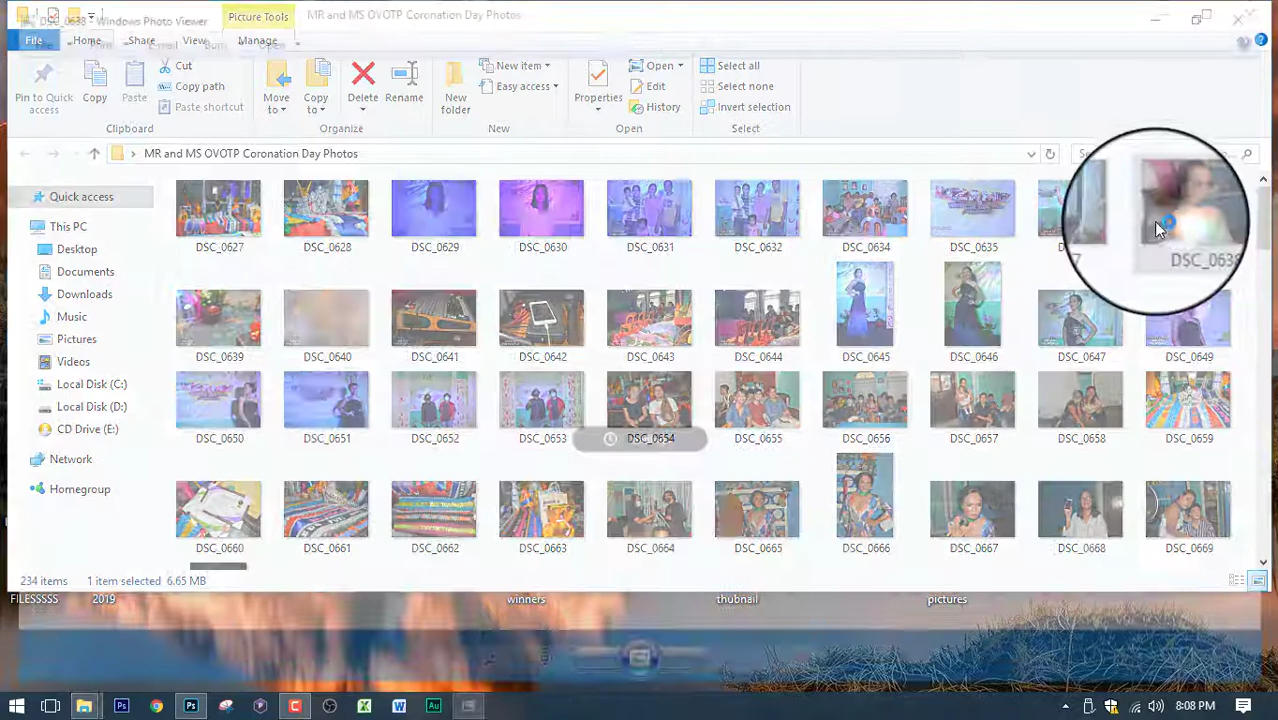 DSC_0638 - Windows Photo Viewer
Picture Tools
MR and MS OVOTP Coronation Day Photos
File
Home
Share
View
Manage
Pin to Quick access
Copy
Paste
Cut
Copy path
Paste shortcut
Clipboard
Move to
Copy to
Delete
Rename
Organize
New folder
New item
Easy access
New
Properties
Open
Edit
History
Open
Select all
Select none
Invert selection
Select
MR and MS OVOTP Coronation Day Photos
Quick access
This PC
Desktop
Documents
Downloads
Music
Pictures
Videos
Local Disk (C:)
Local Disk (D:)
CD Drive (E:)
Network
Homegroup
DSC_0627 DSC_0628 DSC_0629 DSC_0630 DSC_0631 DSC_0632 DSC_0634 DSC_0635 7 DSC_0638
DSC_0639 DSC_0640 DSC_0641 DSC_0642 DSC_0643 DSC_0644 DSC_0645 DSC_0646 DSC_0647 DSC_0649
DSC_0650 DSC_0651 DSC_0652 DSC_0653 DSC_0654 DSC_0655 DSC_0656 DSC_0657 DSC_0658 DSC_0659
DSC_0660 DSC_0661 DSC_0662 DSC_0663 DSC_0664 DSC_0665 DSC_0666 DSC_0667 DSC_0668 DSC_0669
234 items 1 item selected 6.65 MB
FILESSSSS 2019 winners thubnail pictures
8:08 PM